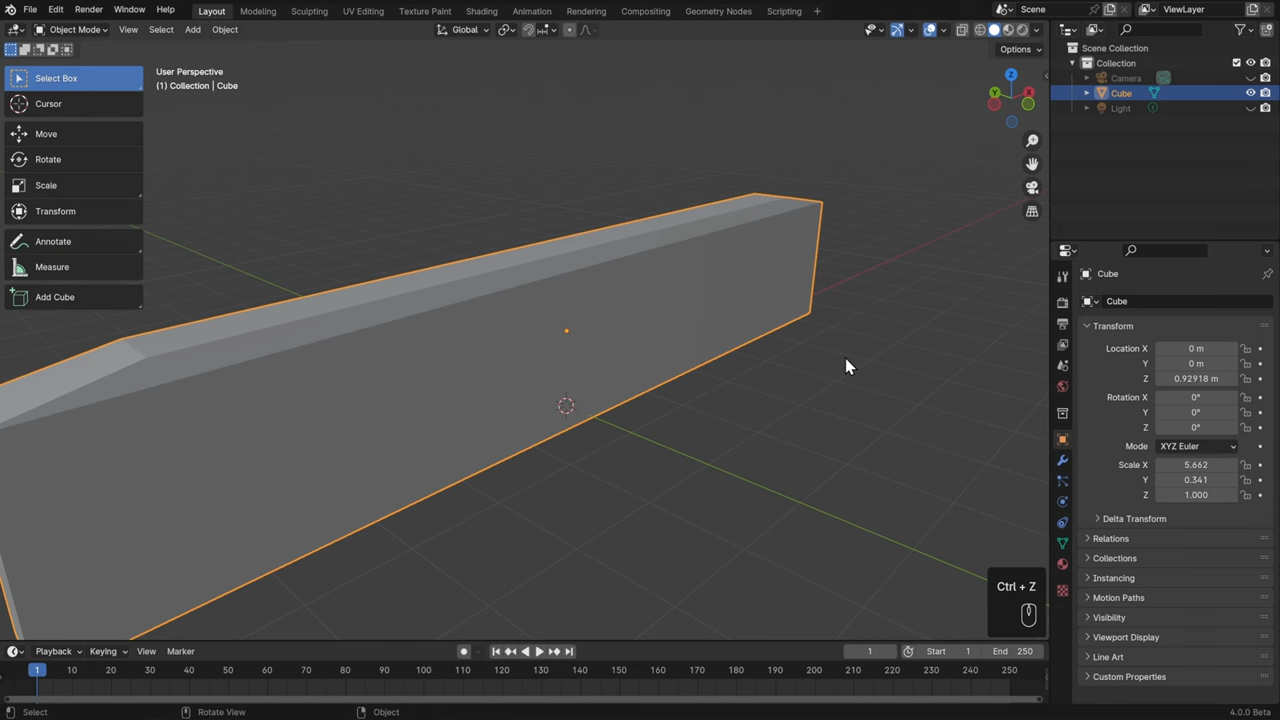 File Edit Render Window Help Layout Modeling Sculpting UV Editing Texture Paint Shading Animation Rendering Compositing Geometry Nodes Scripting + Scene ViewLayer
Object Mode View Select Add Object Global
Options
Select Box
Cursor
Move
Rotate
Scale
Transform
Annotate
Measure
Add Cube
User Perspective
(1) Collection | Cube
Z
Y
X
Ctrl + Z
Scene Collection
Collection
Camera
Cube
Light
Cube
Cube
Transform
Location X 0 m
Y 0 m
Z 0.92918 m
Rotation X 0°
Y 0°
Z 0°
Mode XYZ Euler
Scale X 5.662
Y 0.341
Z 1.000
Delta Transform
Relations
Collections
Instancing
Motion Paths
Visibility
Viewport Display
Line Art
Custom Properties
Playback Keying View Marker 1 Start 1 End 250
1 10 20 30 40 50 60 70 80 90 100 110 120 130 140 150 160 170 180 190 200 210 220 230 240 250
Select Rotate View Object 4.0.0 Beta